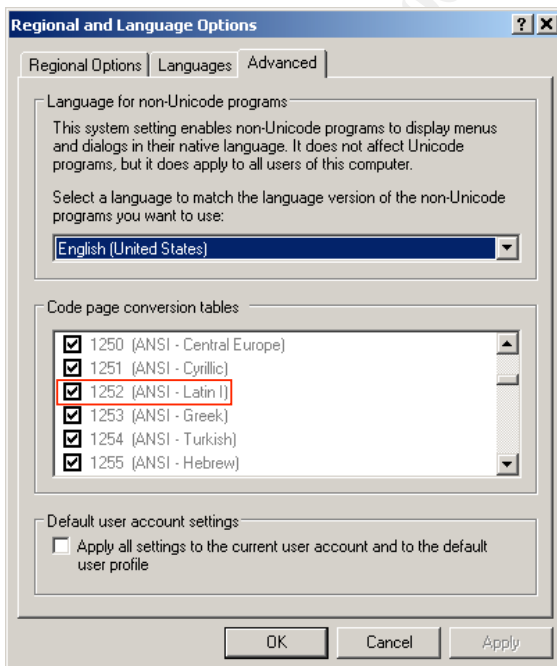 Regional and Language Options
Regional Options Languages Advanced
Language for non-Unicode programs
This system setting enables non-Unicode programs to display menus
and dialogs in their native language. It does not affect Unicode
programs, but it does apply to all users of this computer.
Select a language to match the language version of the non-Unicode
programs you want to use:
English (United States)
Code page conversion tables
1250 (ANSI - Central Europe)
1251 (ANSI - Cyrillic)
1252 (ANSI - Latin I)
1253 (ANSI - Greek)
1254 (ANSI - Turkish)
1255 (ANSI - Hebrew)
Default user account settings
Apply all settings to the current user account and to the default
user profile
OK Cancel Apply